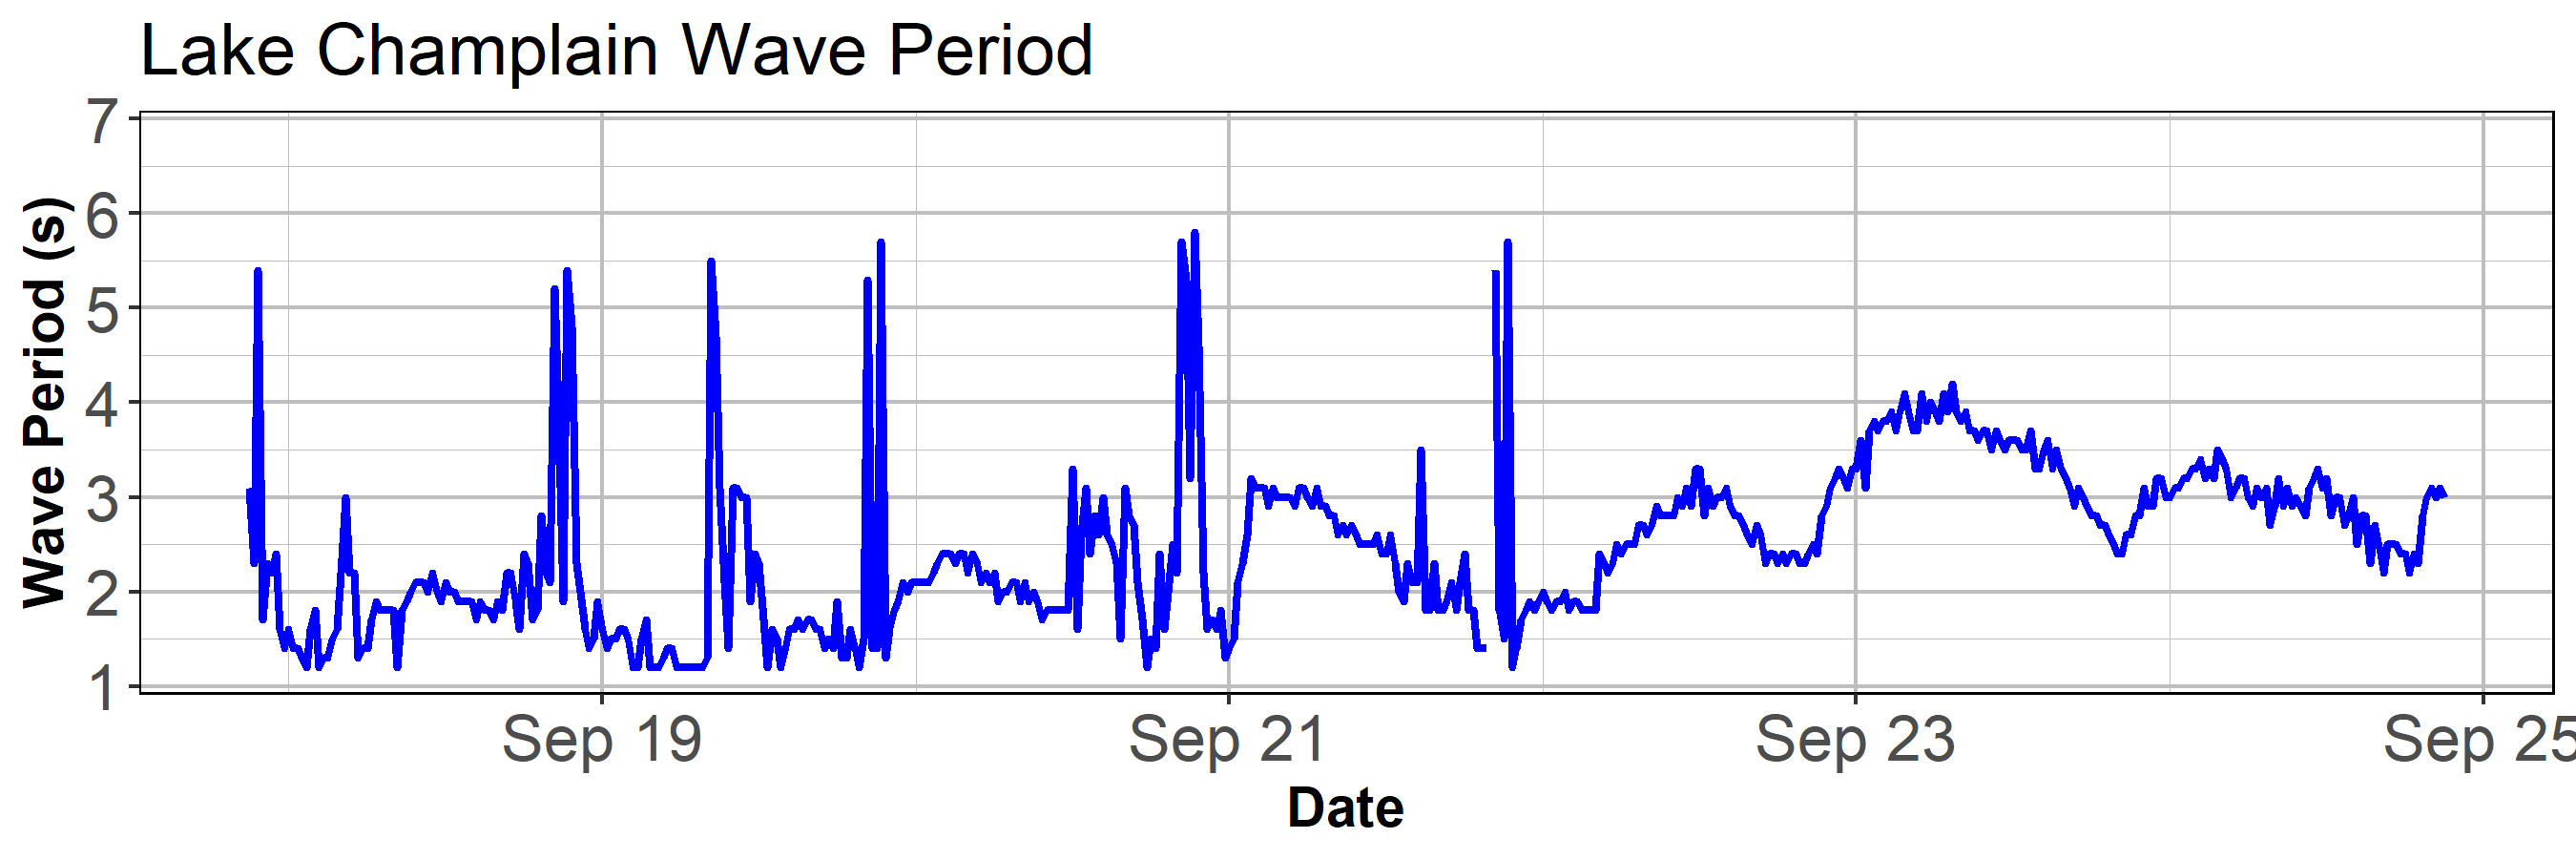 Lake Champlain Wave Period
Wave Period (s)
7
6
5
4
3
2
1
Sep 19
Sep 21
Sep 23
Sep 25
Date